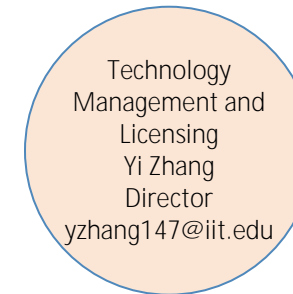 Technology
Management and
Licensing
Yi Zhang
Director
yzhang147@iit.edu